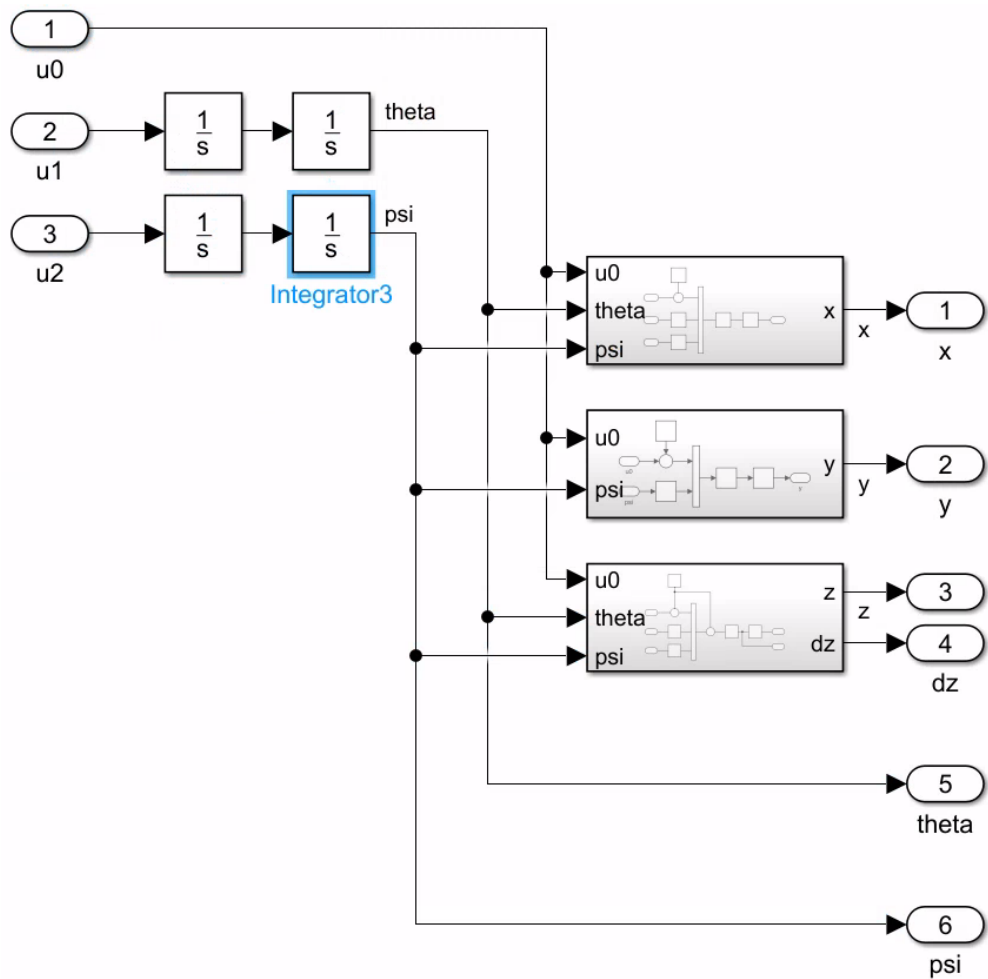 1
u0
2
u1
1
s
1
s
theta
3
u2
1
s
1
s
psi
Integrator3
u0
theta
psi
x
x
1
x
u0
psi
y
y
2
y
u0
theta
psi
z
dz
z
3
4
dz
5
theta
6
psi